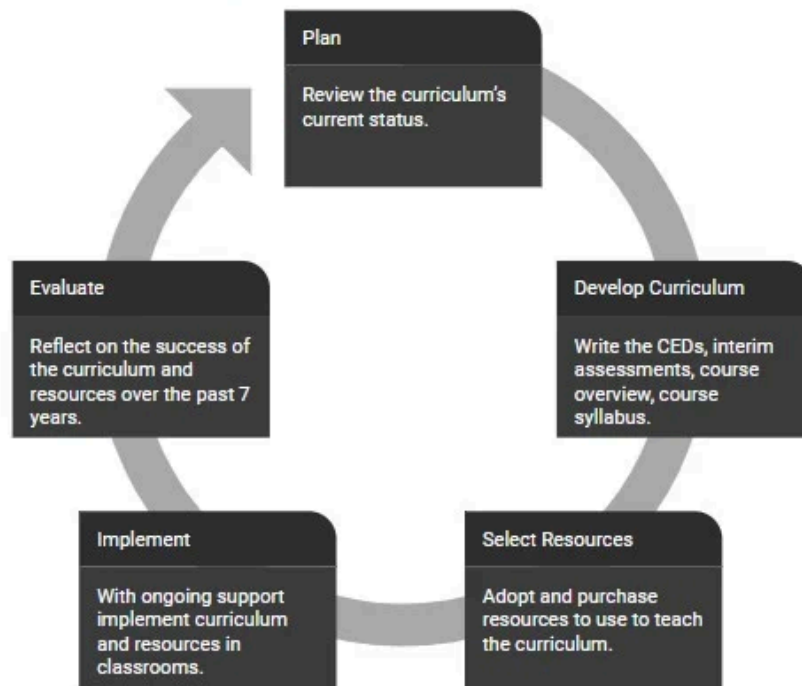 Plan
Review the curriculum's
current status.
Develop Curriculum
Write the CEDs, interim
assessments, course
overview, course
syllabus.
Select Resources
Adopt and purchase
resources to use to teach
the curriculum.
Implement
With ongoing support
implement curriculum
and resources in
classrooms.
Evaluate
Reflect on the success of
the curriculum and
resources over the past 7
years.